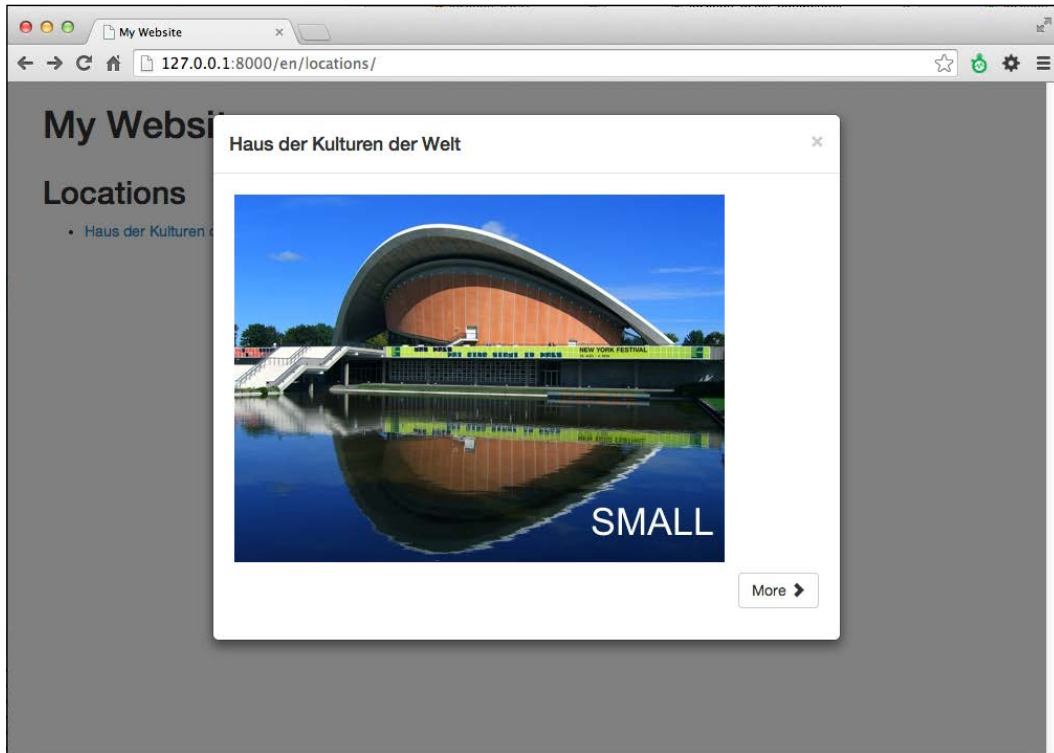 My Website
127.0.0.1:8000/en/locations/
My Websi
Haus der Kulturen der Welt
Locations
Haus der Kulturen
NEW YORK FESTIVAL
SMALL
More